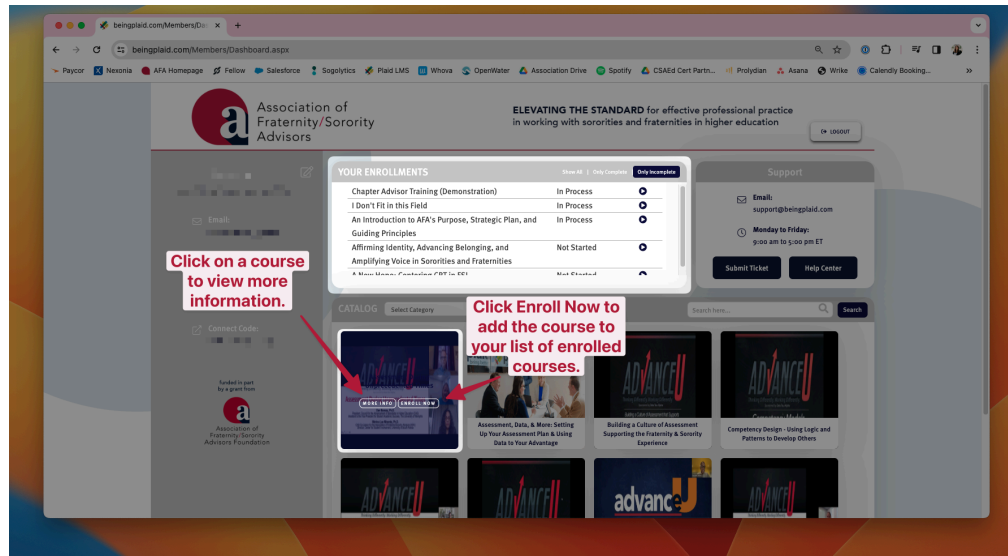 beingplaid.com/Members/Das
beingplaid.com/Members/Dashboard.aspx
Paycor
Nexonia
AFA Homepage
Fellow
Salesforce
Sogolytics
Plaid LMS
Whova
OpenWater
Association Drive
Spotify
CSAEd Cert Partn...
Prolydian
Asana
Wrike
Calendly Booking...
»
a
Association of
Fraternity/Sorority
Advisors
ELEVATING THE STANDARD for effective professional practice
in working with sororities and fraternities in higher education
LOGOUT
YOUR ENROLLMENTS
Show All | Only Complete
Only Incomplete
Chapter Advisor Training (Demonstration) In Process
I Don't Fit in this Field In Process
An Introduction to AFA's Purpose, Strategic Plan, and In Process
Guiding Principles
Affirming Identity, Advancing Belonging, and Not Started
Amplifying Voice in Sororities and Fraternities
A New Hope: Centering CRT in FSL Not Started
Support
Email:
support@beingplaid.com
Monday to Friday:
9:00 am to 5:00 pm ET
Submit Ticket
Help Center
Email:
Connect Code:
funded in part
by a grant from
a
Association of
Fraternity/Sorority
Advisors Foundation
Click on a course
to view more
information.
Click Enroll Now to
add the course to
your list of enrolled
courses.
CATALOG
Select Category
Search here...
Search
ADVANCEU
MORE INFO
ENROLL NOW
Assessment, Data, & More: Setting
Up Your Assessment Plan & Using
Data to Your Advantage
ADVANCEU
Building a Culture of Assessment
Supporting the Fraternity & Sorority
Experience
ADVANCEU
Competency Design - Using Logic and
Patterns to Develop Others
ADVANCEU
ADVANCEU
advanceU
ADVANCEU